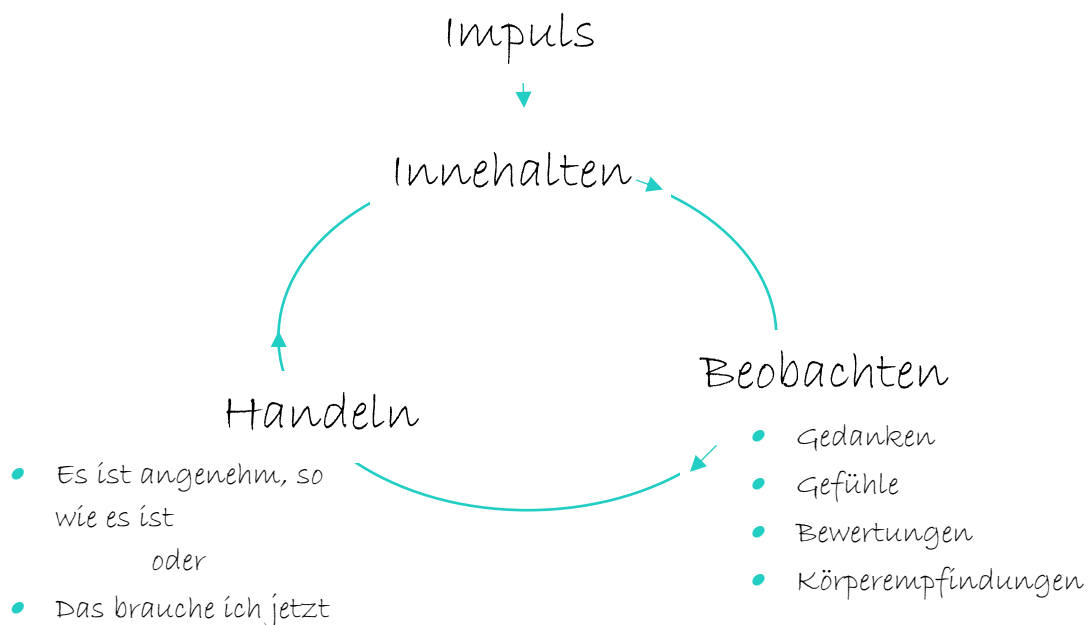 Impuls
Innehalten
Beobachten
• Gedanken
• Gefühle
• Bewertungen
• Körperempfindungen
Handeln
• Es ist angenehm, so
wie es ist
oder
• Das brauche ich jetzt